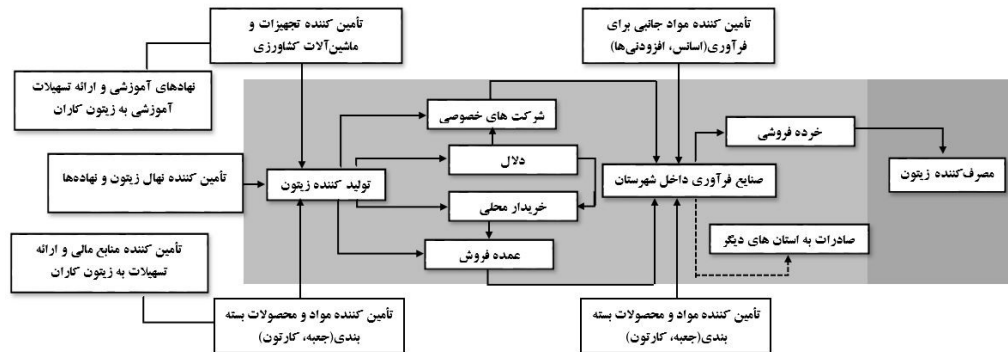 تأمین کننده تجهیزات و
ماشین‌آلات کشاورزی
تأمین کننده مواد جانبی برای
فرآوری(اسانس، افزودنی‌ها)
نهادهای آموزشی و ارائه تسهیلات
آموزشی به زیتون کاران
شرکت های خصوصی
خرده فروشی
دلال
تأمین کننده نهال زیتون و نهاده‌ها
تولید کننده زیتون
صنایع فرآوری داخل شهرستان
مصرف‌کننده زیتون
خریدار محلی
صادرات به استان های دیگر
عمده فروش
تأمین کننده منابع مالی و ارائه
تسهیلات به زیتون کاران
تأمین کننده مواد و محصولات بسته
بندی(جعبه، کارتون)
تأمین کننده مواد و محصولات بسته
بندی(جعبه، کارتون)